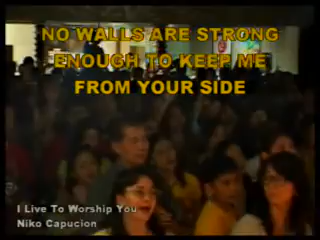 NO WALLS ARE STRONG
ENOUGH TO KEEP ME
FROM YOUR SIDE
I Live To Worship You
Niko Capucion